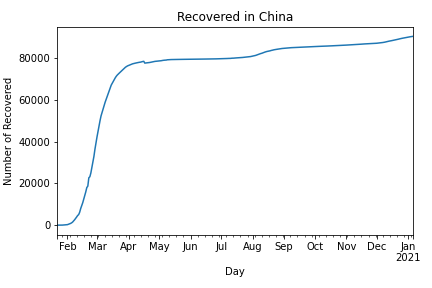 Recovered in China
Number of Recovered
80000
60000
40000
20000
0
Feb Mar Apr May Jun Jul Aug Sep Oct Nov Dec Jan
2021
Day